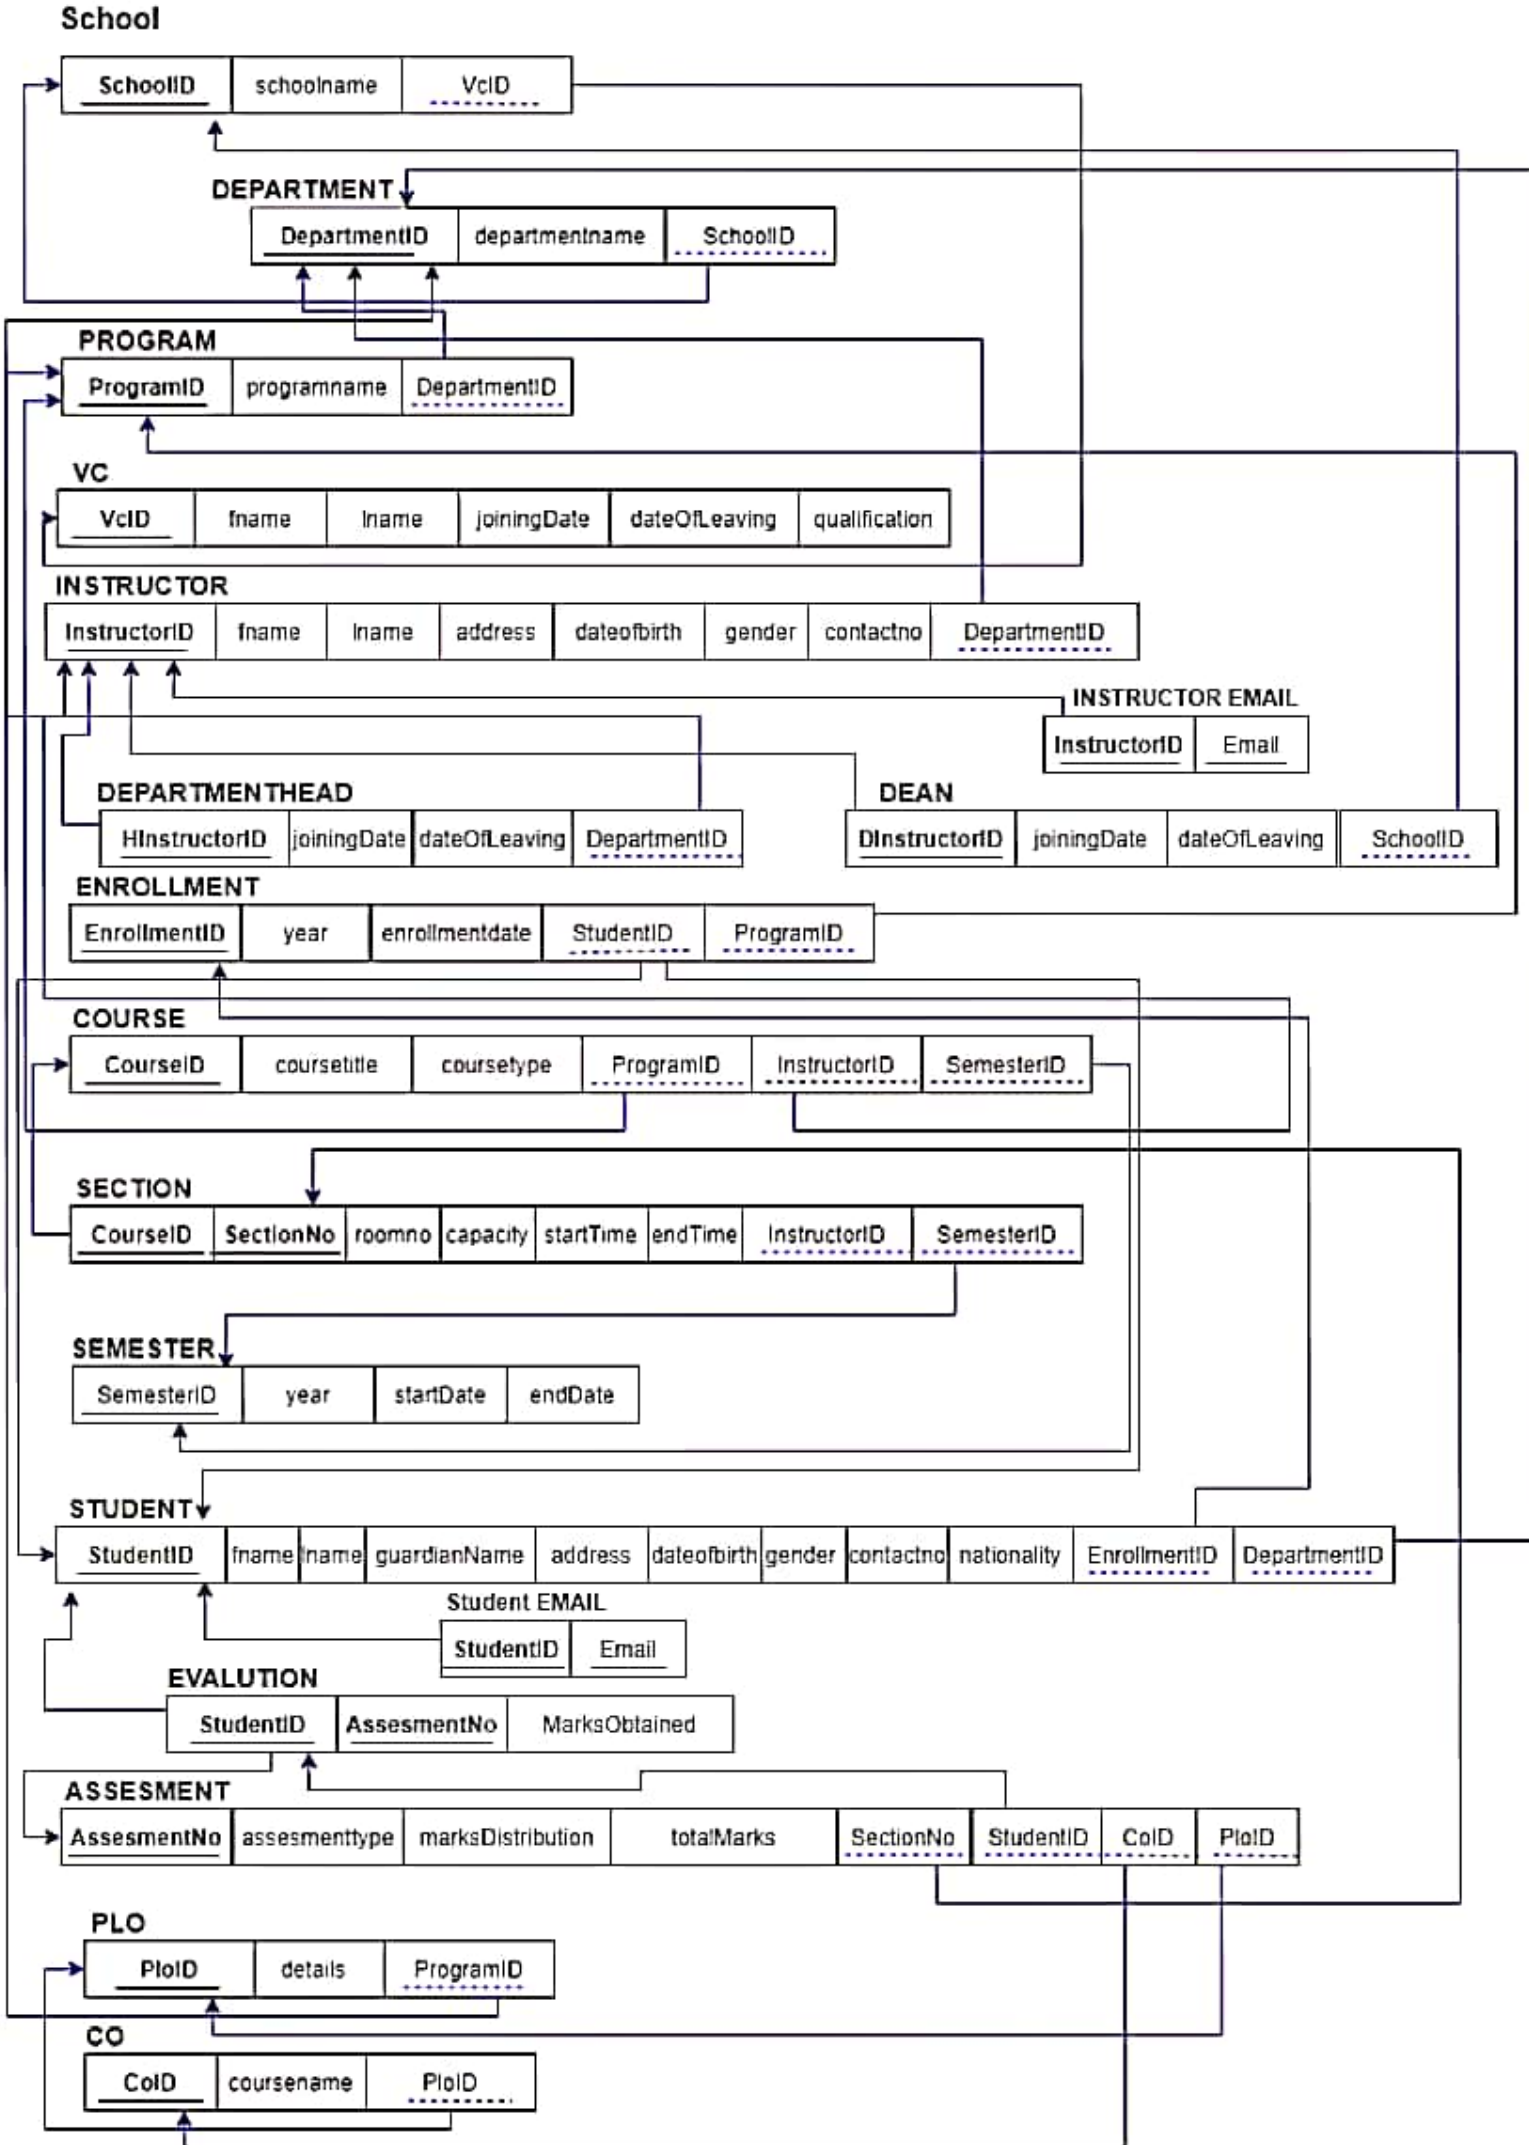 School
SchoolID schoolname VcID
DEPARTMENT
DepartmentID departmentname SchoolID
PROGRAM
ProgramID programname DepartmentID
VC
VcID fname lname joiningDate dateOfLeaving qualification
INSTRUCTOR
InstructorID fname lname address dateofbirth gender contactno DepartmentID
INSTRUCTOR EMAIL
InstructorID Email
DEPARTMENTHEAD
HInstructorID joiningDate dateOfLeaving DepartmentID
DEAN
DInstructorID joiningDate dateOfLeaving SchoolID
ENROLLMENT
EnrollmentID year enrollmentdate StudentID ProgramID
COURSE
CourseID coursetitle coursetype ProgramID InstructorID SemesterID
SECTION
CourseID SectionNo roomno capacity startTime endTime InstructorID SemesterID
SEMESTER
SemesterID year startDate endDate
STUDENT
StudentID fname lname guardianName address dateofbirth gender contactno nationality EnrollmentID DepartmentID
Student EMAIL
StudentID Email
EVALUTION
StudentID AssesmentNo MarksObtained
ASSESMENT
AssesmentNo assesmenttype marksDistribution totalMarks SectionNo StudentID CoID PloID
PLO
PloID details ProgramID
CO
CoID coursename PloID